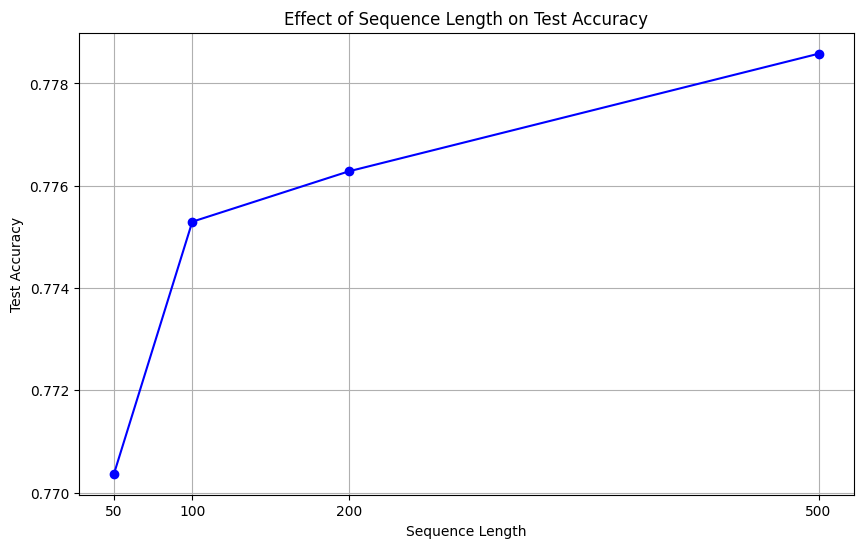 Effect of Sequence Length on Test Accuracy
0.778
0.776
0.774
0.772
0.770
Test Accuracy
50 100 200 500
Sequence Length